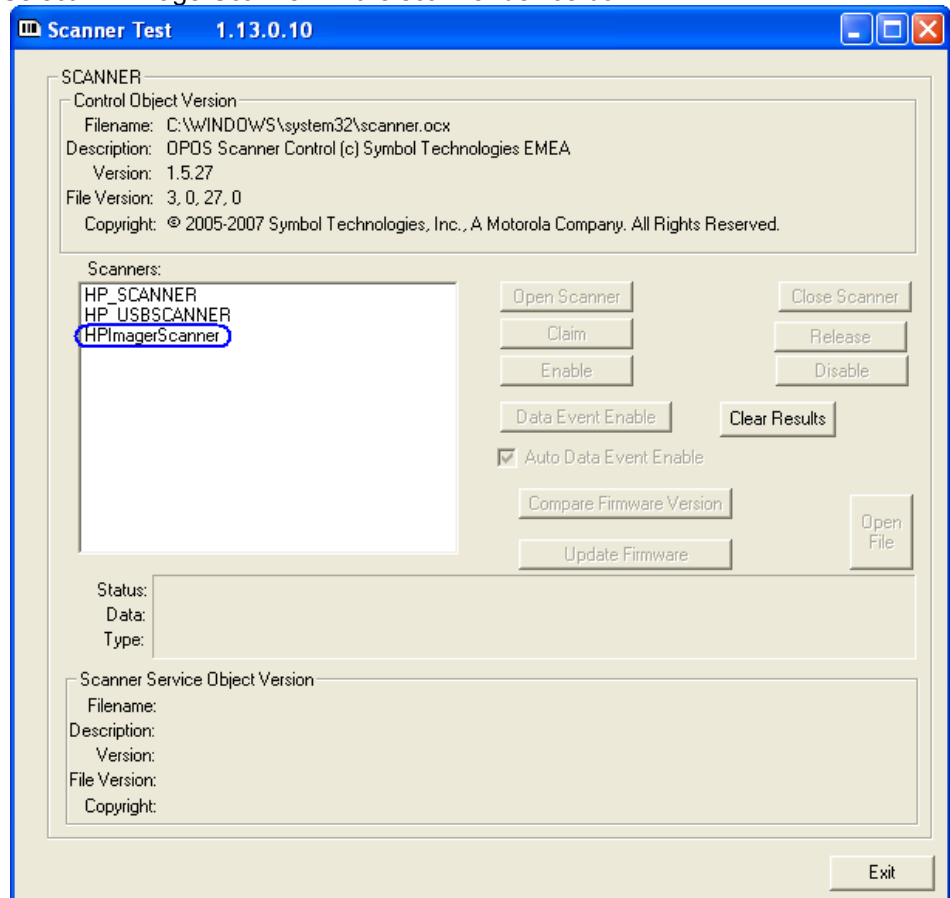 Scanner Test 1.13.0.10
SCANNER
Control Object Version
Filename: C:\WINDOWS\system32\scanner.ocx
Description: OPOS Scanner Control (c) Symbol Technologies EMEA
Version: 1.5.27
File Version: 3, 0, 27, 0
Copyright: © 2005-2007 Symbol Technologies, Inc., A Motorola Company. All Rights Reserved.
Scanners:
HP_SCANNER
HP_USBSCANNER
HPImagerScanner
Open Scanner
Close Scanner
Claim
Release
Enable
Disable
Data Event Enable
Clear Results
Auto Data Event Enable
Compare Firmware Version
Open
File
Update Firmware
Status:
Data:
Type:
Scanner Service Object Version
Filename:
Description:
Version:
File Version:
Copyright:
Exit